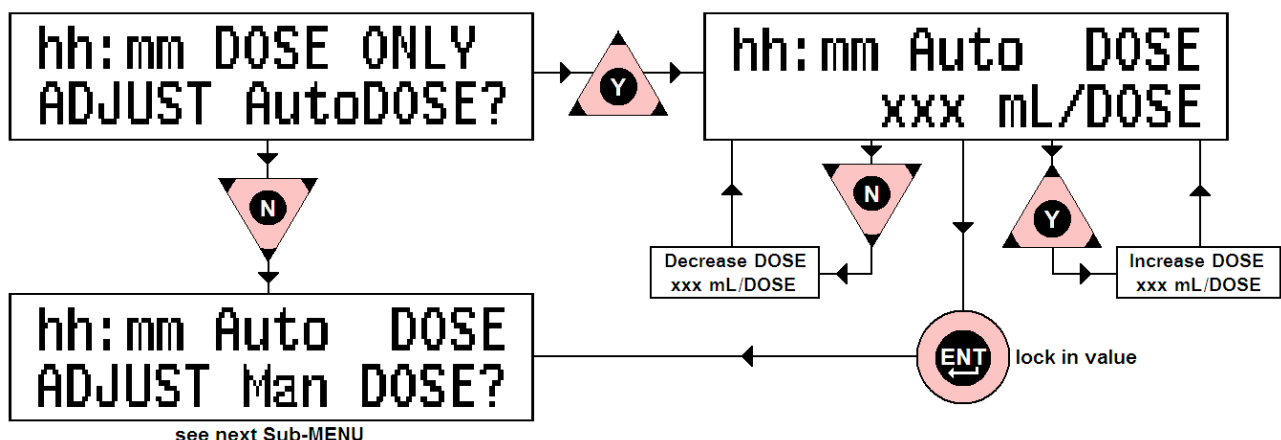 hh:mm DOSE ONLY
ADJUST AutoDOSE?
Y
hh:mm Auto DOSE
xxx mL/DOSE
N
N
Y
Decrease DOSE
xxx mL/DOSE
Increase DOSE
xxx mL/DOSE
hh:mm Auto DOSE
ADJUST Man DOSE?
ENT
lock in value
see next Sub-MENU